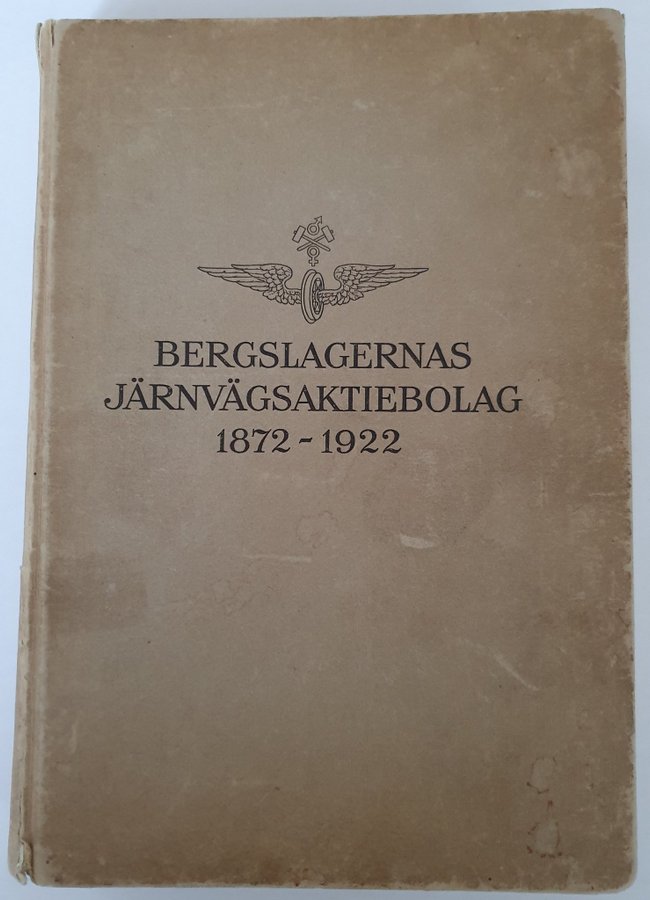 BERGSLAGERNAS
JÄRNVÄGSAKTIEBOLAG
1872 - 1922